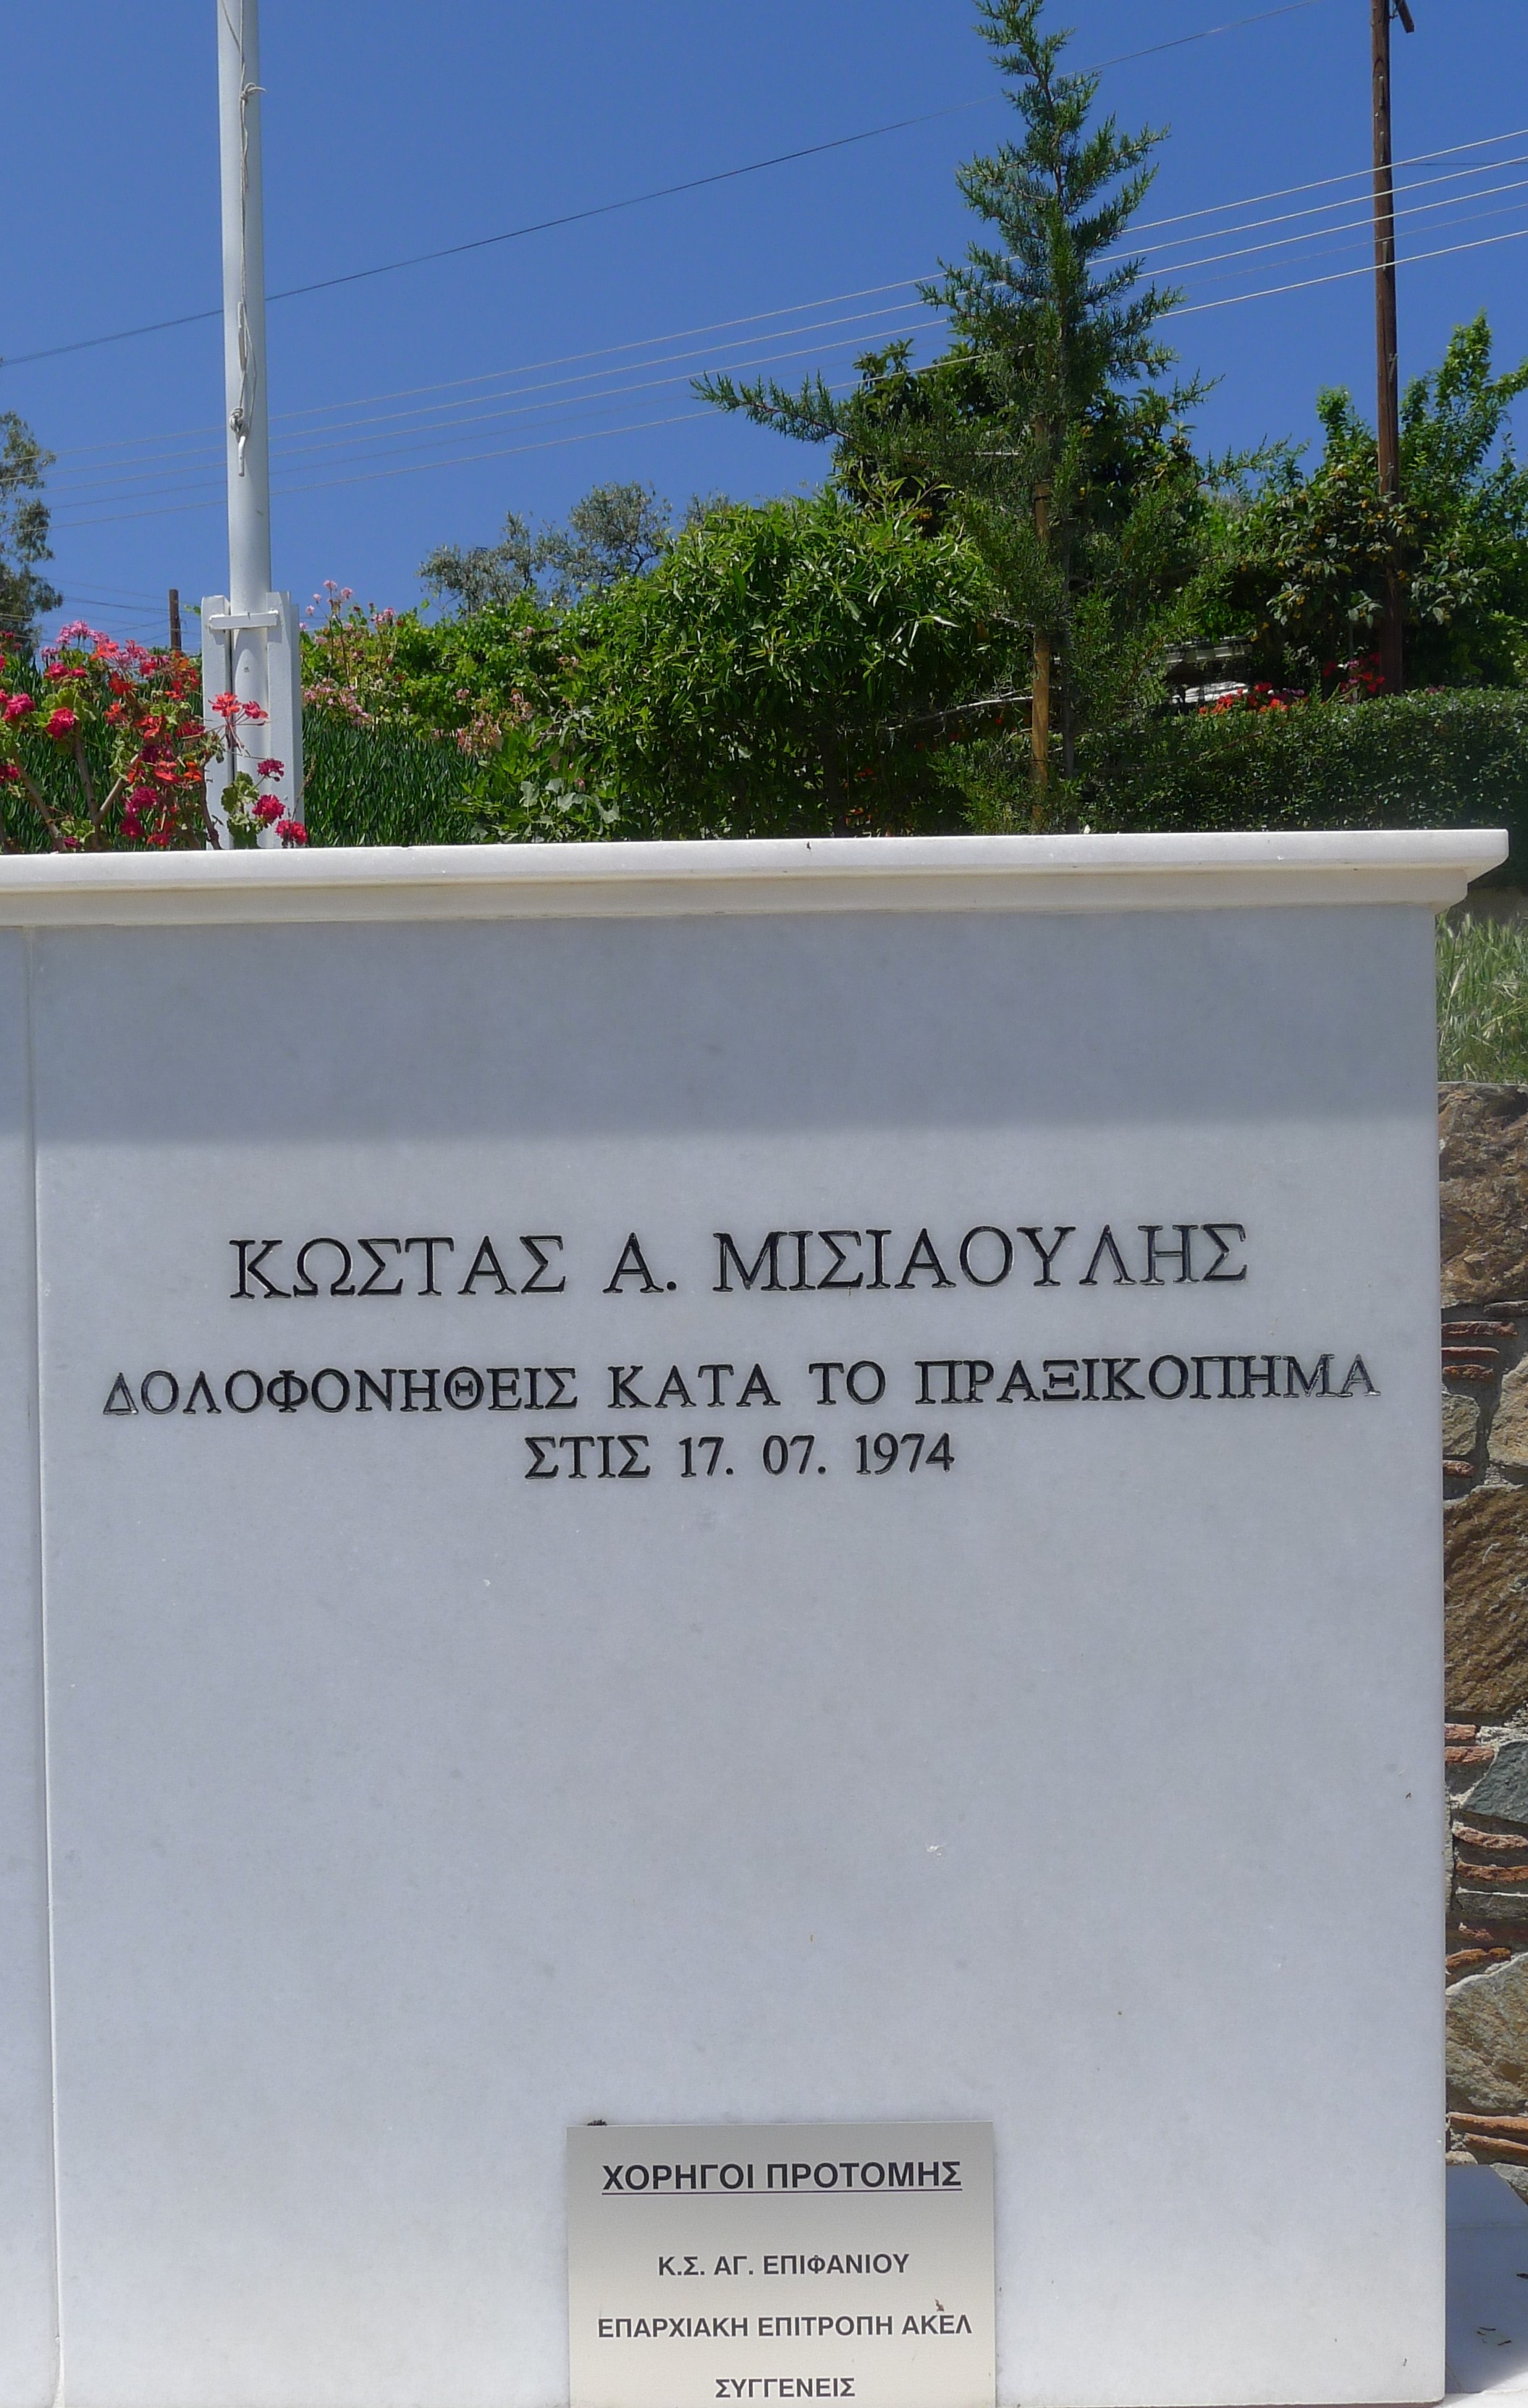 ΚΩΣΤΑΣ Α. ΜΙΣΙΑΟΥΛΗΣ
ΔΟΛΟΦΟΝΗΘΕΙΣ ΚΑΤΑ ΤΟ ΠΡΑΞΙΚΟΠΗΜΑ
ΣΤΙΣ 17. 07. 1974
ΧΟΡΗΓΟΙ ΠΡΟΤΟΜΗΣ
Κ.Σ. ΑΓ. ΕΠΙΦΑΝΙΟΥ
ΕΠΑΡΧΙΑΚΗ ΕΠΙΤΡΟΠΗ ΑΚΕΛ
ΣΥΓΓΕΝΕΙΣ